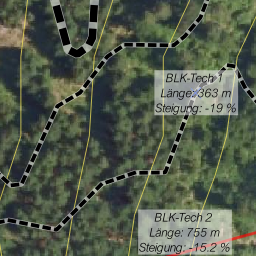 BLK-Tech 1
Länge: 363 m
Steigung: -19 %
BLK-Tech 2
Länge: 755 m
Steigung: -15.2 %